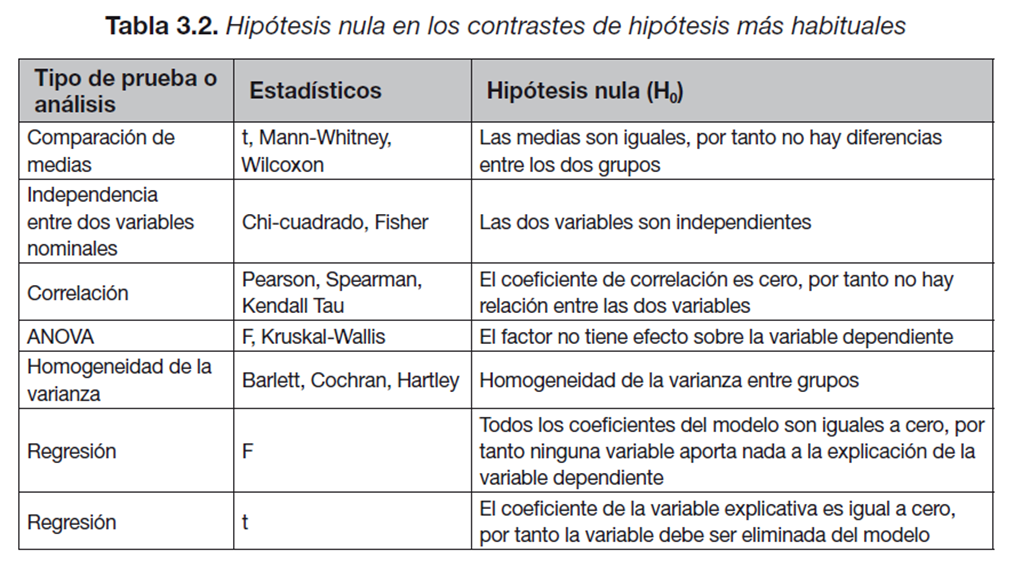 Tabla 3.2. Hipótesis nula en los contrastes de hipótesis más habituales
Tipo de prueba o
análisis
Estadísticos
Hipótesis nula (H0)
Comparación de
medias
t, Mann-Whitney,
Wilcoxon
Las medias son iguales, por tanto no hay diferencias
entre los dos grupos
Independencia
entre dos variables
nominales
Chi-cuadrado, Fisher
Las dos variables son independientes
Correlación
Pearson, Spearman,
Kendall Tau
El coeficiente de correlación es cero, por tanto no hay
relación entre las dos variables
ANOVA
F, Kruskal-Wallis
El factor no tiene efecto sobre la variable dependiente
Homogeneidad de la
varianza
Barlett, Cochran, Hartley
Homogeneidad de la varianza entre grupos
Regresión
F
Todos los coeficientes del modelo son iguales a cero, por
tanto ninguna variable aporta nada a la explicación de la
variable dependiente
Regresión
t
El coeficiente de la variable explicativa es igual a cero,
por tanto la variable debe ser eliminada del modelo